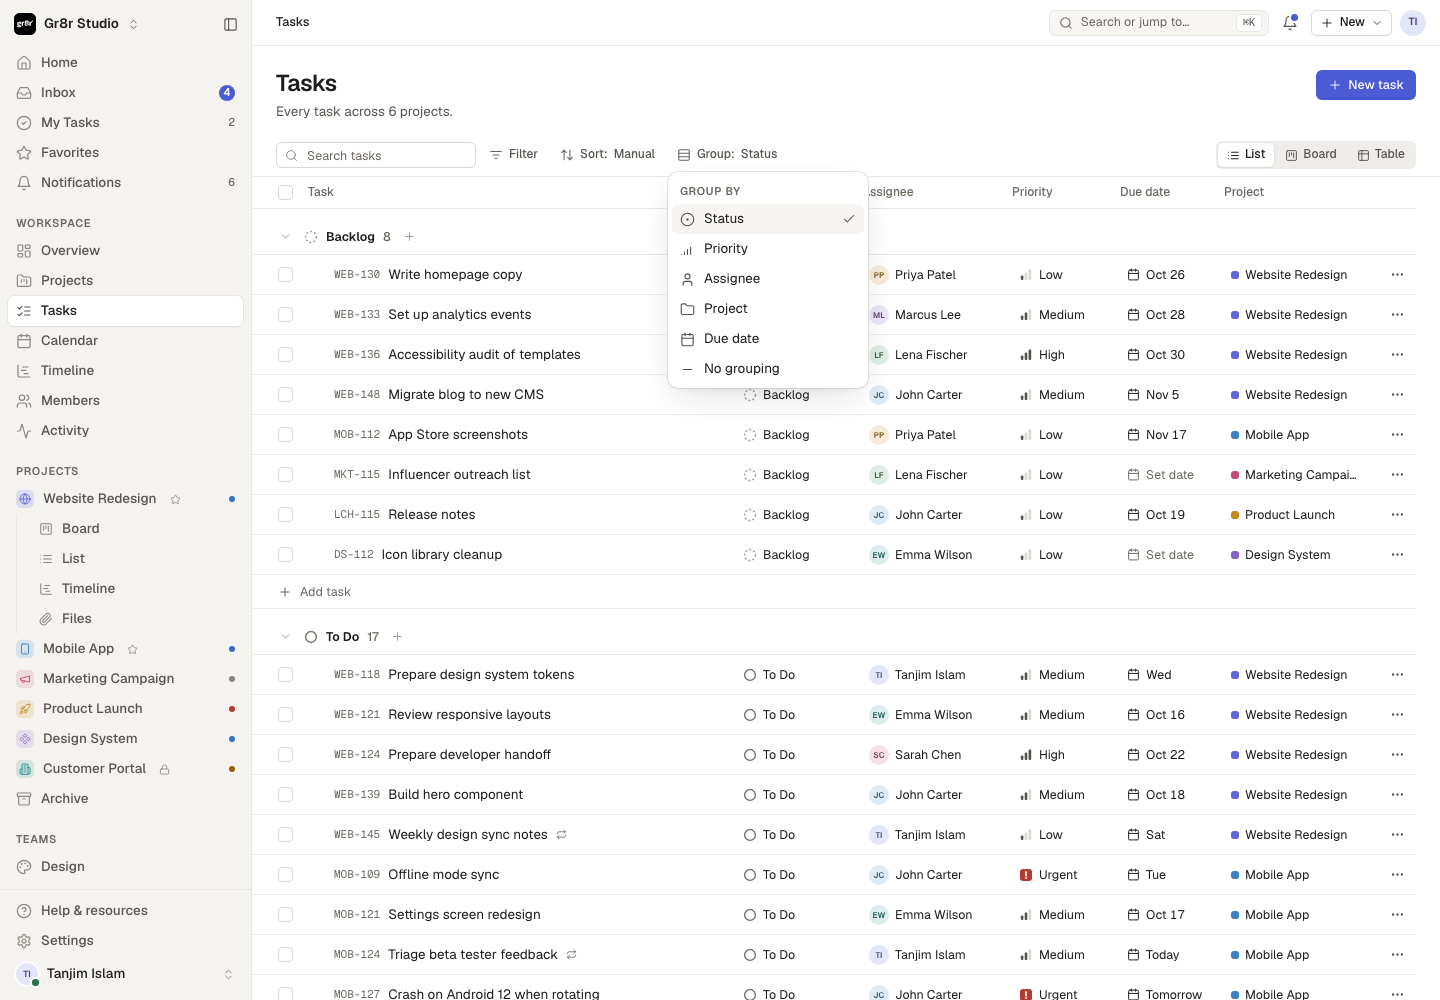 gr8r Gr8r Studio
Home
Inbox 4
My Tasks 2
Favorites
Notifications 6
WORKSPACE
Overview
Projects
Tasks
Calendar
Timeline
Members
Activity
PROJECTS
Website Redesign
Board
List
Timeline
Files
Mobile App
Marketing Campaign
Product Launch
Design System
Customer Portal
Archive
TEAMS
Design
Help & resources
Settings
TI Tanjim Islam
Tasks Search or jump to… ⌘K New TI
Tasks
Every task across 6 projects.
New task
Search tasks Filter Sort: Manual Group: Status List Board Table
GROUP BY
Status
Priority
Assignee
Project
Due date
No grouping
Task ssignee Priority Due date Project
Backlog 8
WEB-130 Write homepage copy PP Priya Patel Low Oct 26 Website Redesign
WEB-133 Set up analytics events ML Marcus Lee Medium Oct 28 Website Redesign
WEB-136 Accessibility audit of templates LF Lena Fischer High Oct 30 Website Redesign
WEB-148 Migrate blog to new CMS Backlog JC John Carter Medium Nov 5 Website Redesign
MOB-112 App Store screenshots Backlog PP Priya Patel Low Nov 17 Mobile App
MKT-115 Influencer outreach list Backlog LF Lena Fischer Low Set date Marketing Campai…
LCH-115 Release notes Backlog JC John Carter Low Oct 19 Product Launch
DS-112 Icon library cleanup Backlog EW Emma Wilson Low Set date Design System
Add task
To Do 17
WEB-118 Prepare design system tokens To Do TI Tanjim Islam Medium Wed Website Redesign
WEB-121 Review responsive layouts To Do EW Emma Wilson Medium Oct 16 Website Redesign
WEB-124 Prepare developer handoff To Do SC Sarah Chen High Oct 22 Website Redesign
WEB-139 Build hero component To Do JC John Carter Medium Oct 18 Website Redesign
WEB-145 Weekly design sync notes To Do TI Tanjim Islam Low Sat Website Redesign
MOB-109 Offline mode sync To Do JC John Carter Urgent Tue Mobile App
MOB-121 Settings screen redesign To Do EW Emma Wilson Medium Oct 17 Mobile App
MOB-124 Triage beta tester feedback To Do TI Tanjim Islam Medium Today Mobile App
MOB-127 Crash on Android 12 when rotating To Do JC John Carter Urgent Tomorrow Mobile App